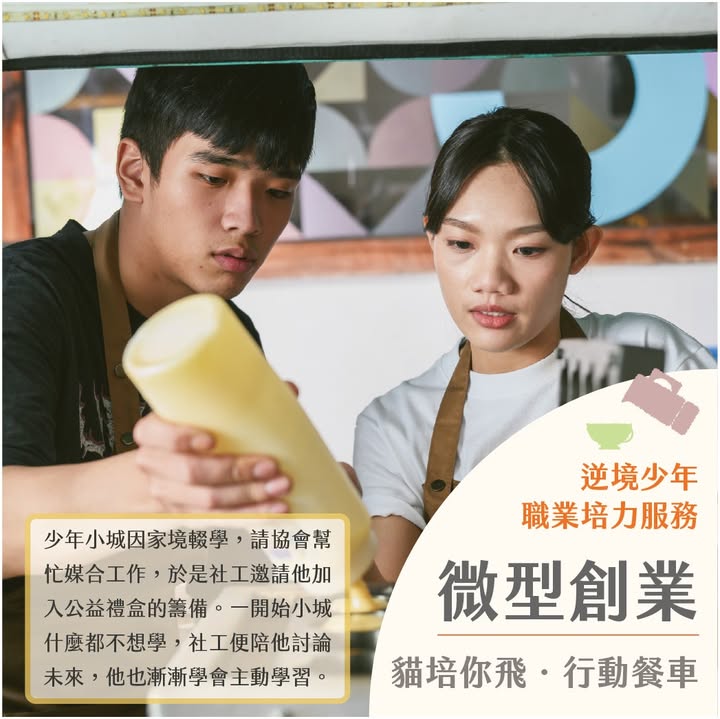 少年小城因家境輟學，請協會幫
忙媒合工作，於是社工邀請他加
入公益禮盒的籌備。一開始小城
什麼都不想學，社工便陪他討論
未來，他也漸漸學會主動學習。
逆境少年
職業培力服務
微型創業
貓培你飛・行動餐車